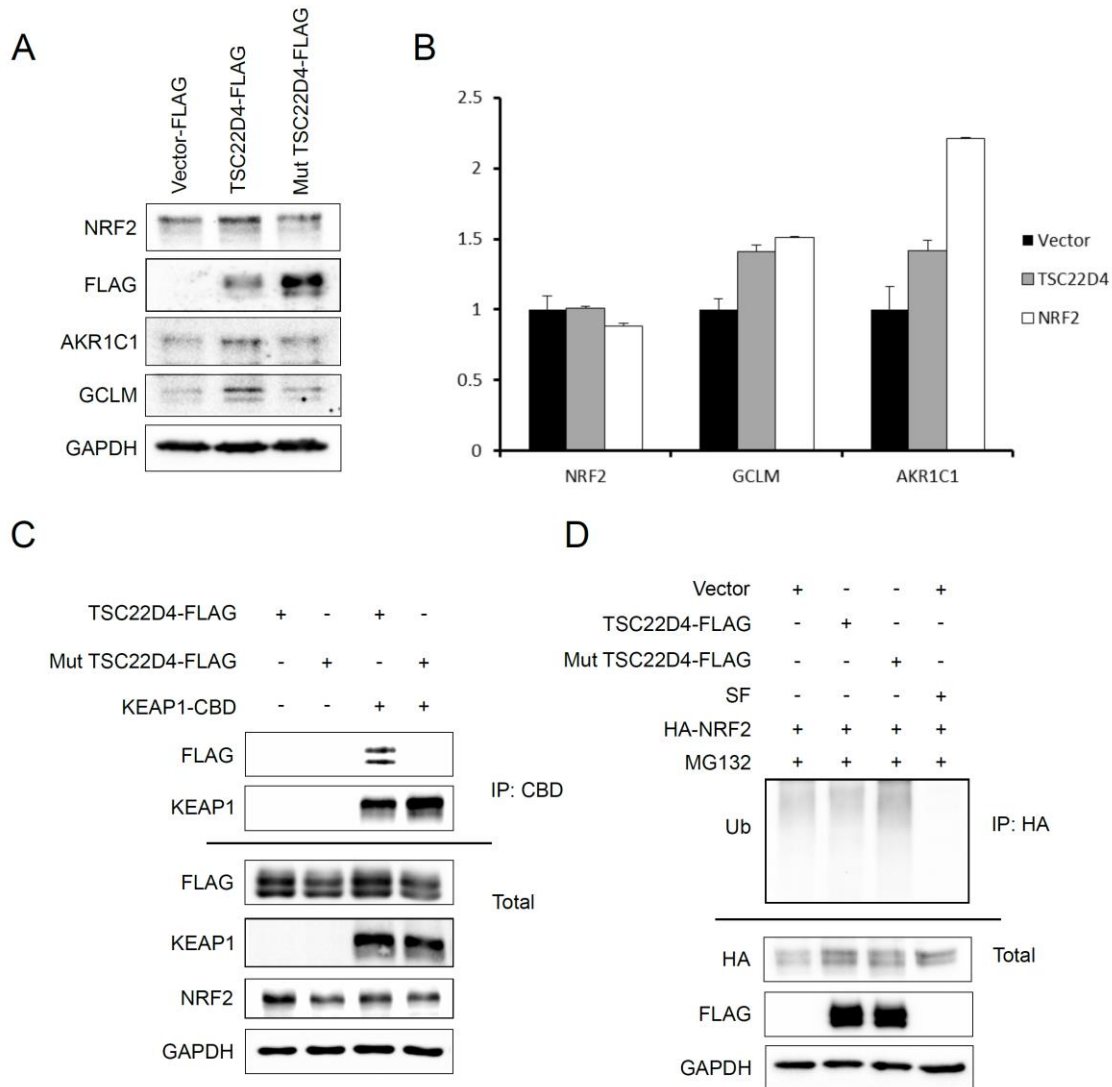 A
Vector-FLAG
TSC22D4-FLAG
Mut TSC22D4-FLAG
NRF2
FLAG
AKR1C1
GCLM
GAPDH
B
2.5
2
1.5
1
0.5
0
NRF2
GCLM
AKR1C1
Vector
TSC22D4
NRF2
C
TSC22D4-FLAG + - + -
Mut TSC22D4-FLAG - + - +
KEAP1-CBD - - + +
FLAG
KEAP1
IP: CBD
FLAG
KEAP1
NRF2
GAPDH
Total
D
Vector + - - +
TSC22D4-FLAG - + - -
Mut TSC22D4-FLAG - - + -
SF - - - +
HA-NRF2 + + + +
MG132 + + + +
Ub
IP: HA
HA
FLAG
GAPDH
Total